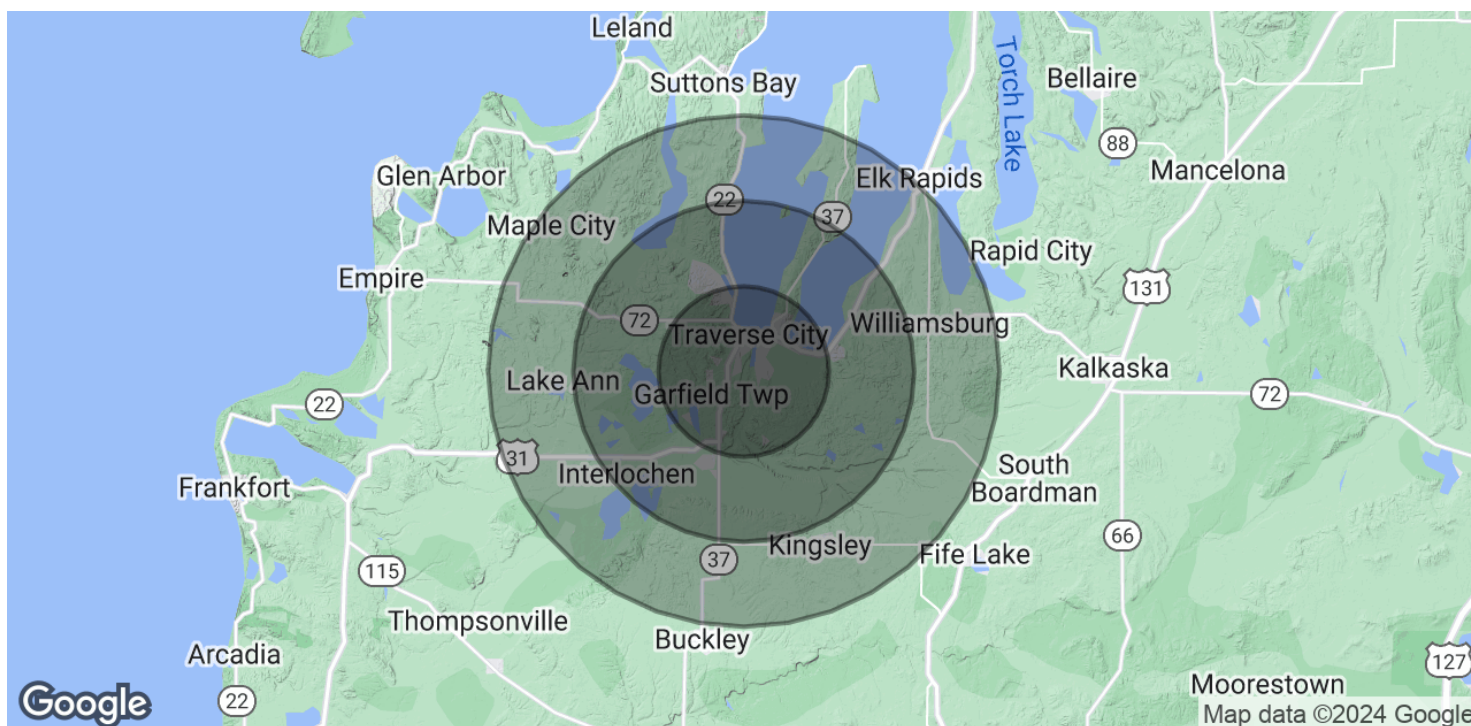 Leland
Suttons Bay
Torch Lake
Bellaire
88
Mancelona
Glen Arbor
Elk Rapids
22
37
Maple City
Rapid City
Empire
131
72
Traverse City
Williamsburg
Kalkaska
Lake Ann
Garfield Twp
72
22
31
Interlochen
South
Boardman
Frankfort
66
Kingsley
Fife Lake
37
115
Thompsonville
Buckley
Arcadia
127
Moorestown
22
Google
Map data ©2024 Google